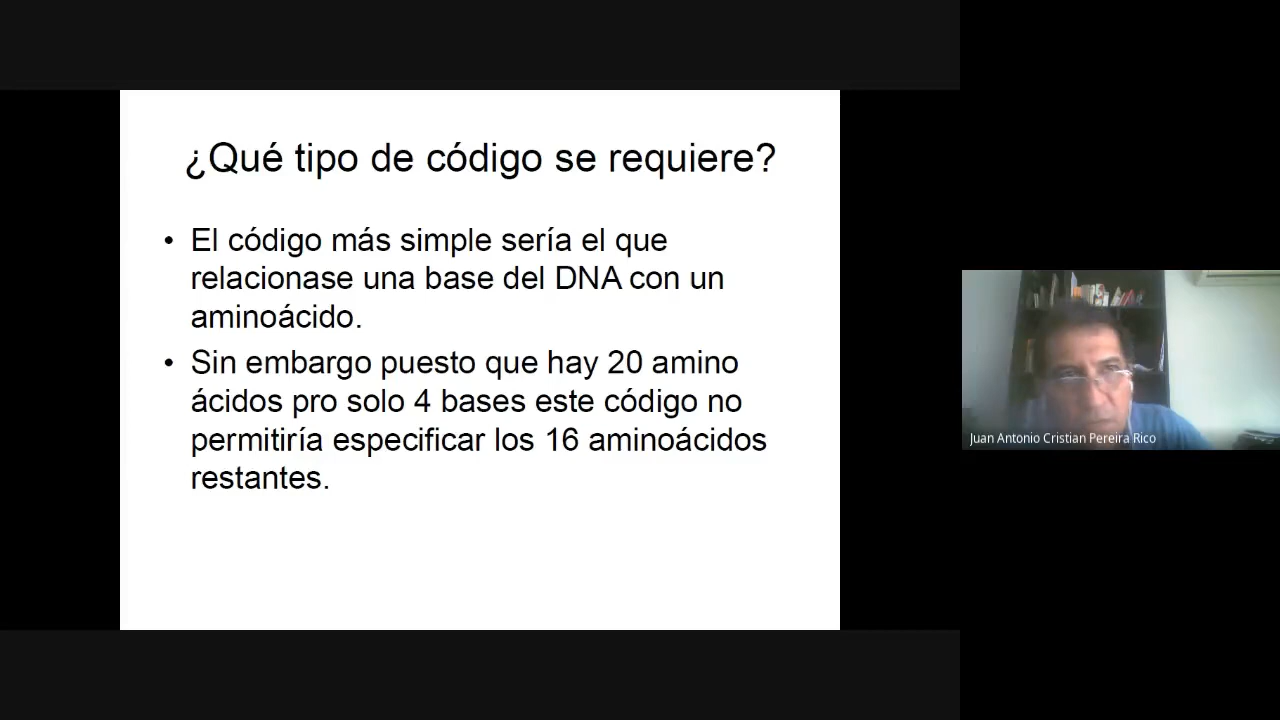 ¿Qué tipo de código se requiere?
• El código más simple sería el que
relacionase una base del DNA con un
aminoácido.
• Sin embargo puesto que hay 20 amino
ácidos pro solo 4 bases este código no
permitiría especificar los 16 aminoácidos
restantes.
Juan Antonio Cristian Pereira Rico